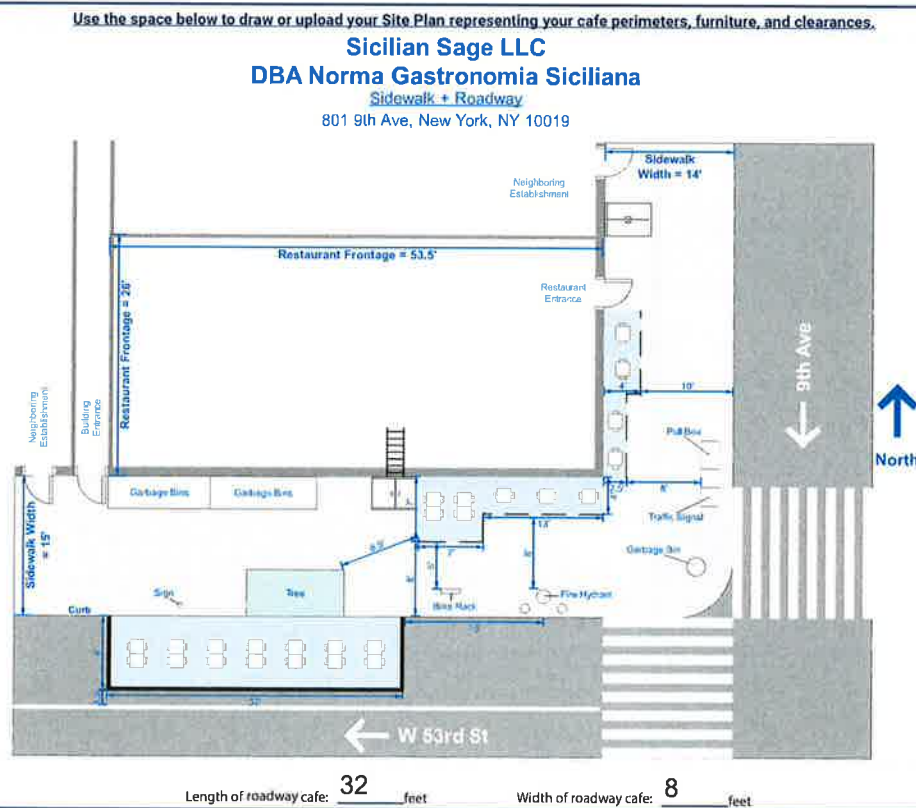 Use the space below to draw or upload your Site Plan representing your cafe perimeters, furniture, and clearances.
Sicilian Sage LLC
DBA Norma Gastronomia Siciliana
Sidewalk + Roadway
801 9th Ave, New York, NY 10019
Sidewalk
Width = 14'
Neighboring
Establishment
Restaurant Frontage = 53.5'
Restaurant
Entrance
Restaurant Frontage = 26'
9th Ave
4'
10'
North
Neighboring
Establishment
Building
Entrance
Pull Box
2.5'
8'
Garbage Bins
Garbage Bins
Traffic Signal
Sidewalk Width
= 15'
7'
Garbage Bin
Tree
Sign
Bike Rack
Fire Hydrant
Curb
32'
W 53rd St
Length of roadway cafe: 32 feet
Width of roadway cafe: 8 feet